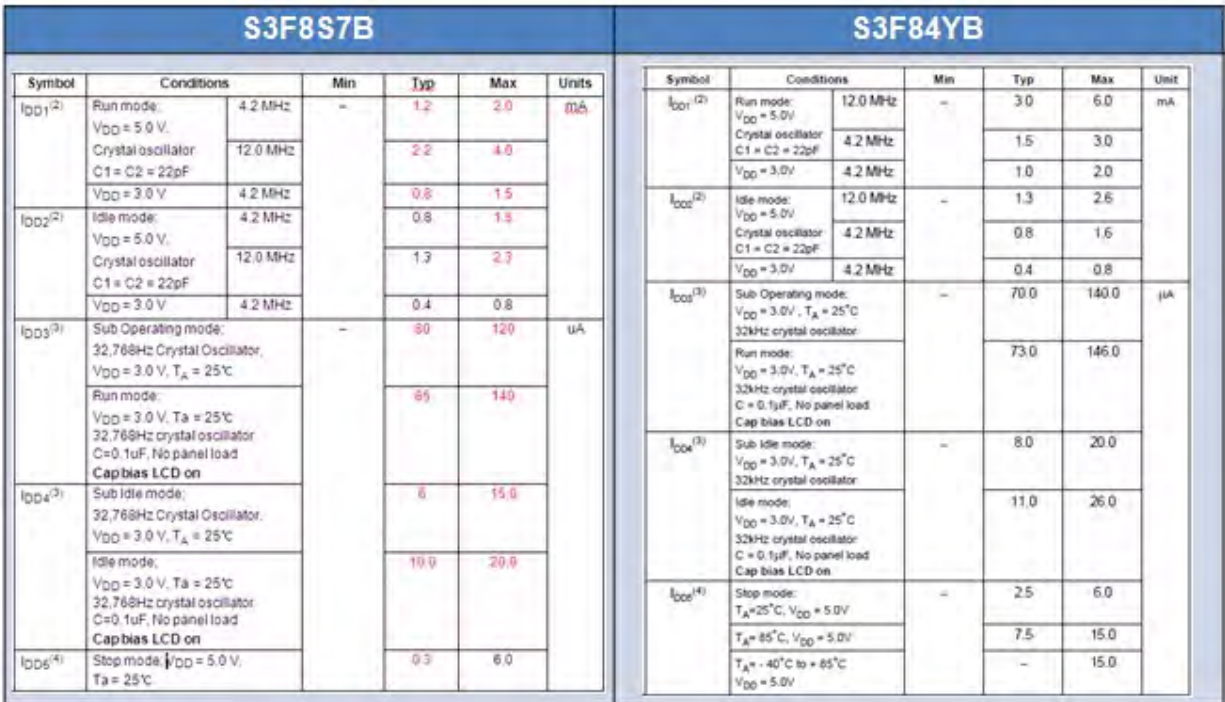 S3F8S7B
Symbol Conditions Min Typ Max Units
IDD1(2) Run mode; 4.2 MHz – 1.2 2.0 mA
VDD = 5.0 V,
Crystal oscillator 12.0 MHz 2.2 4.0
C1 = C2 = 22pF
VDD = 3.0 V 4.2 MHz 0.8 1.5
IDD2(2) Idle mode; 4.2 MHz 0.8 1.5
VDD = 5.0 V,
Crystal oscillator 12.0 MHz 1.3 2.3
C1 = C2 = 22pF
VDD = 3.0 V 4.2 MHz 0.4 0.8
IDD3(3) Sub Operating mode; – 120 uA
32,768Hz Crystal Oscillator,
VDD = 3.0 V, TA = 25℃
Run mode; 140
VDD = 3.0 V, Ta = 25℃
32,768Hz crystal oscillator
C=0.1uF, No panel load
Cap bias LCD on
IDD4(3) Sub Idle mode; 6 15.0
32,768Hz Crystal Oscillator,
VDD = 3.0 V, TA = 25℃
Idle mode; 10.0 20.0
VDD = 3.0 V, Ta = 25℃
32,768Hz crystal oscillator
C=0.1uF, No panel load
Cap bias LCD on
IDD5(4) Stop mode; VDD = 5.0 V, 0.3 6.0
Ta = 25℃
S3F84YB
Symbol Conditions Min Typ Max Unit
IDD1(2) Run mode: 12.0 MHz – 3.0 6.0 mA
VDD = 5.0V
Crystal oscillator 4.2 MHz 1.5 3.0
C1 = C2 = 22pF
VDD = 3.0V 4.2 MHz 1.0 2.0
IDD2(2) Idle mode: 12.0 MHz – 1.3 2.6
VDD = 5.0V
Crystal oscillator 4.2 MHz 0.8 1.6
C1 = C2 = 22pF
VDD = 3.0V 4.2 MHz 0.4 0.8
IDD3(3) Sub Operating mode: – 70.0 140.0 μA
VDD = 3.0V, TA = 25°C
32kHz crystal oscillator
Run mode: 73.0 146.0
VDD = 3.0V, TA = 25°C
32kHz crystal oscillator
C = 0.1μF, No panel load
Cap bias LCD on
IDD4(3) Sub Idle mode: – 8.0 20.0
VDD = 3.0V, TA = 25°C
32kHz crystal oscillator
Idle mode: 11.0 26.0
VDD = 3.0V, TA = 25°C
32kHz crystal oscillator
C = 0.1μF, No panel load
Cap bias LCD on
IDD5(4) Stop mode: – 2.5 6.0
TA=25°C, VDD = 5.0V
TA= 85°C, VDD = 5.0V 7.5 15.0
TA= - 40°C to + 85°C – 15.0
VDD = 5.0V